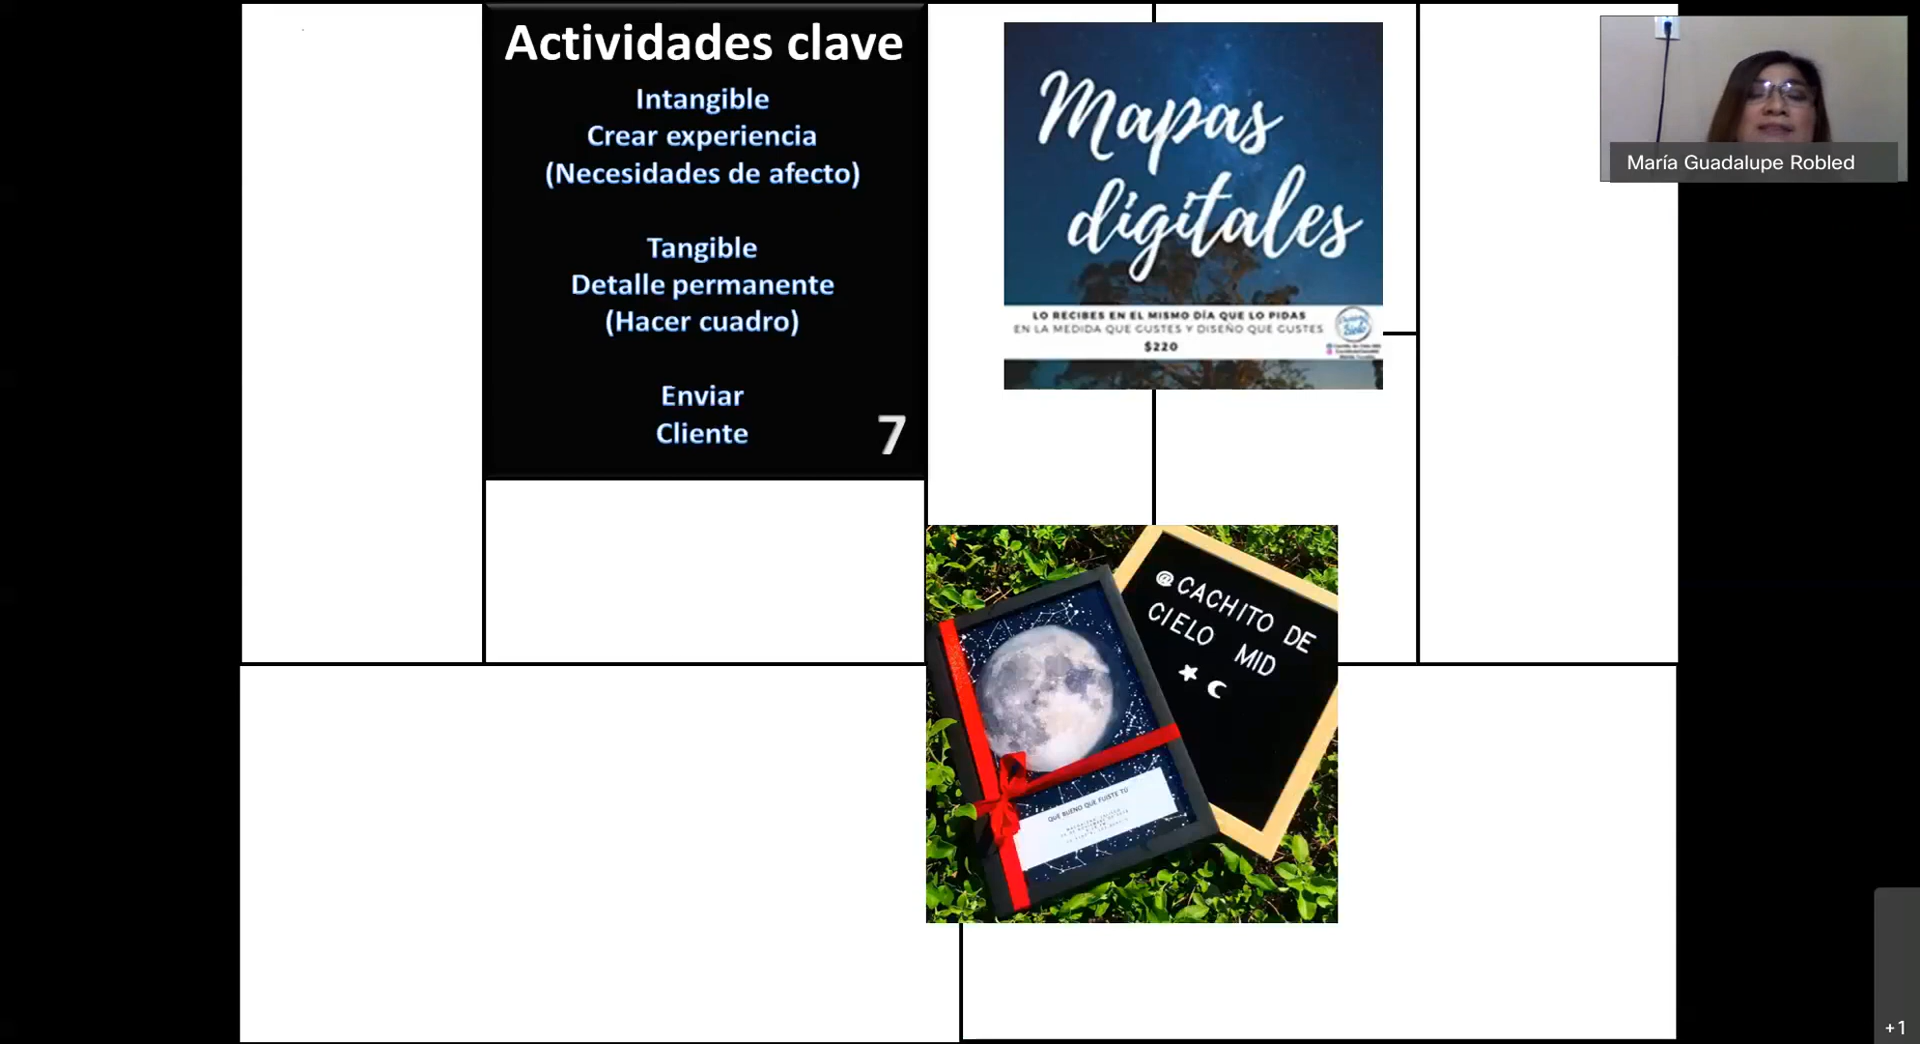 Actividades clave
Intangible
Crear experiencia
(Necesidades de afecto)
Tangible
Detalle permanente
(Hacer cuadro)
Enviar
Cliente
7
Mapas
digitales
LO RECIBES EN EL MISMO DÍA QUE LO PIDAS
EN LA MEDIDA QUE GUSTES Y DISEÑO QUE GUSTES
$220
@CACHITO DE
CIELO MID
QUE BUENO QUE FUISTE TÚ
María Guadalupe Robled
+1